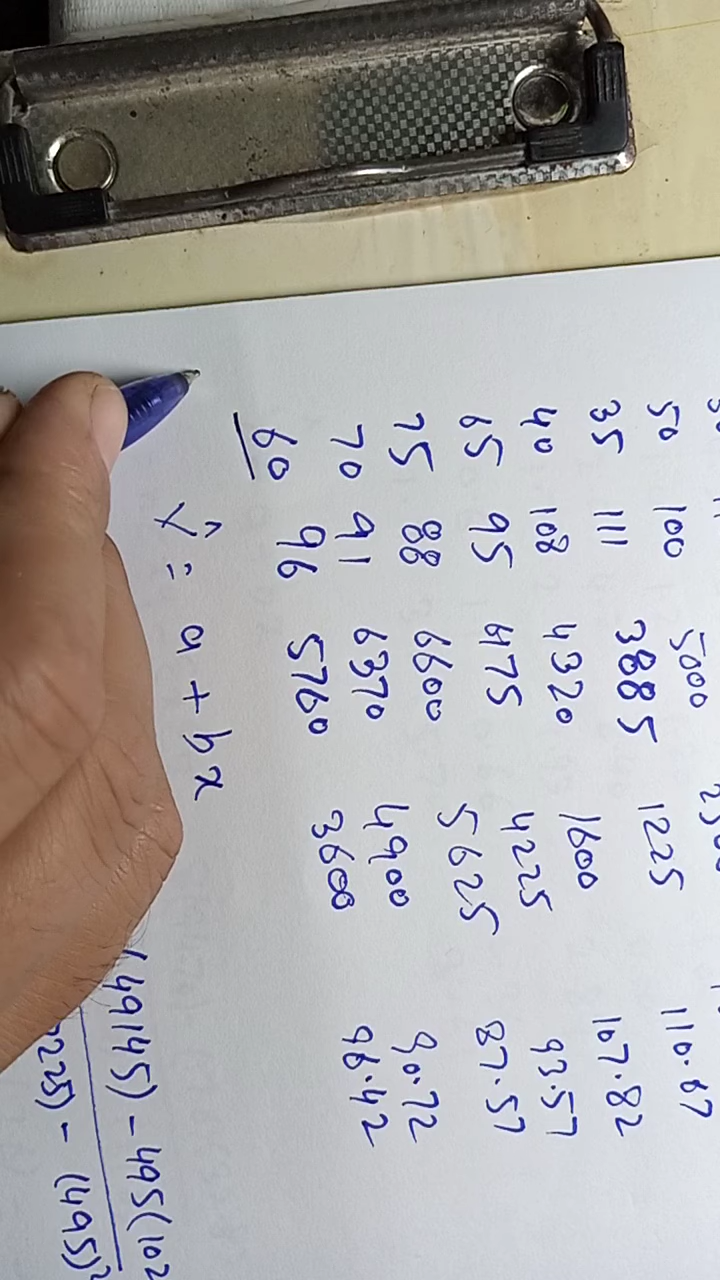 50 100 5000
35 111 3885 1225 110.87
40 108 4320 1600 107.82
65 95 475 4225 93.57
75 88 6600 5625 87.57
70 91 6370 4900 90.72
60 96 5760 3600 96.42
Ŷ = a + bx
(49145) - 495(102
225) - (495)²